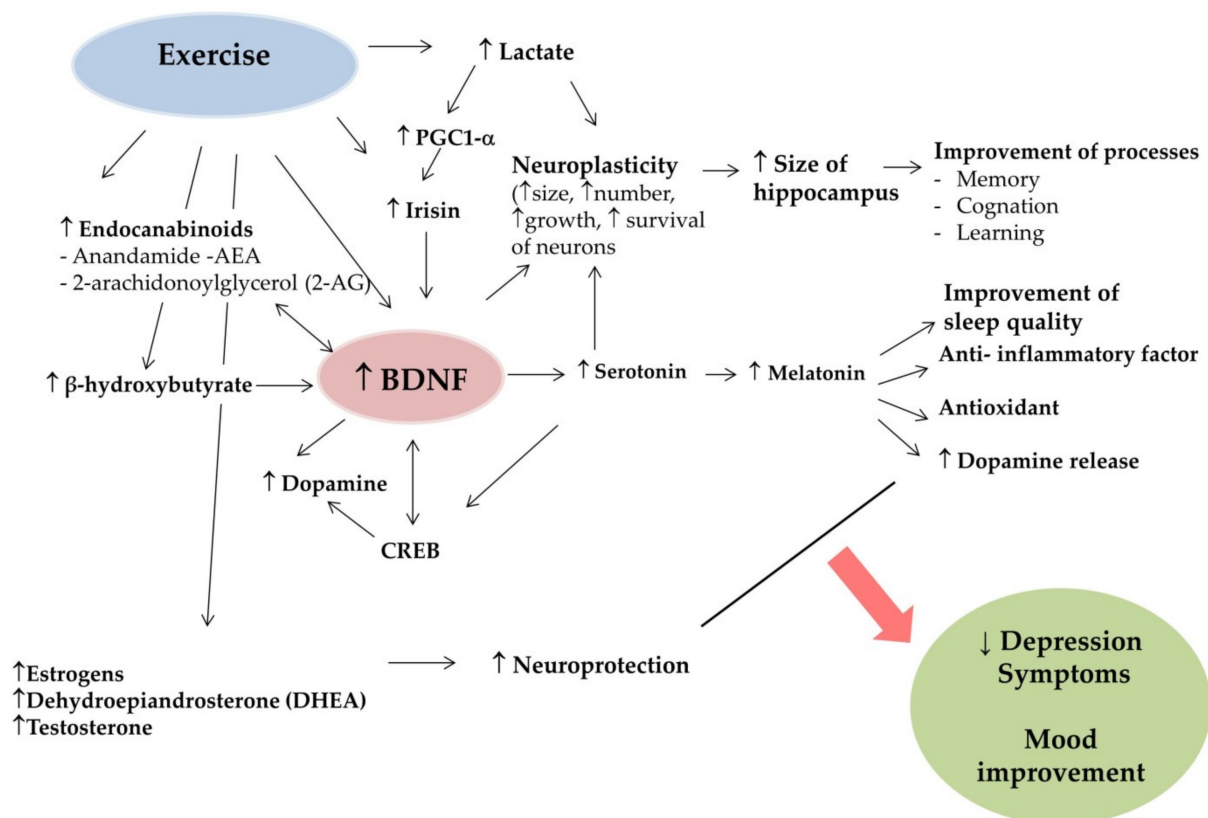 Exercise
↑ Lactate
↑ PGC1-α
↑ Irisin
Neuroplasticity
(↑size, ↑number,
↑growth, ↑ survival
of neurons
↑ Size of
hippocampus
Improvement of processes
- Memory
- Cognation
- Learning
↑ Endocanabinoids
- Anandamide -AEA
- 2-arachidonoylglycerol (2-AG)
↑ β-hydroxybutyrate
↑ BDNF
↑ Serotonin
↑ Melatonin
Improvement of
sleep quality
Anti- inflammatory factor
Antioxidant
↑ Dopamine release
↑ Dopamine
CREB
↑Estrogens
↑Dehydroepiandrosterone (DHEA)
↑Testosterone
↑ Neuroprotection
↓ Depression
Symptoms
Mood
improvement